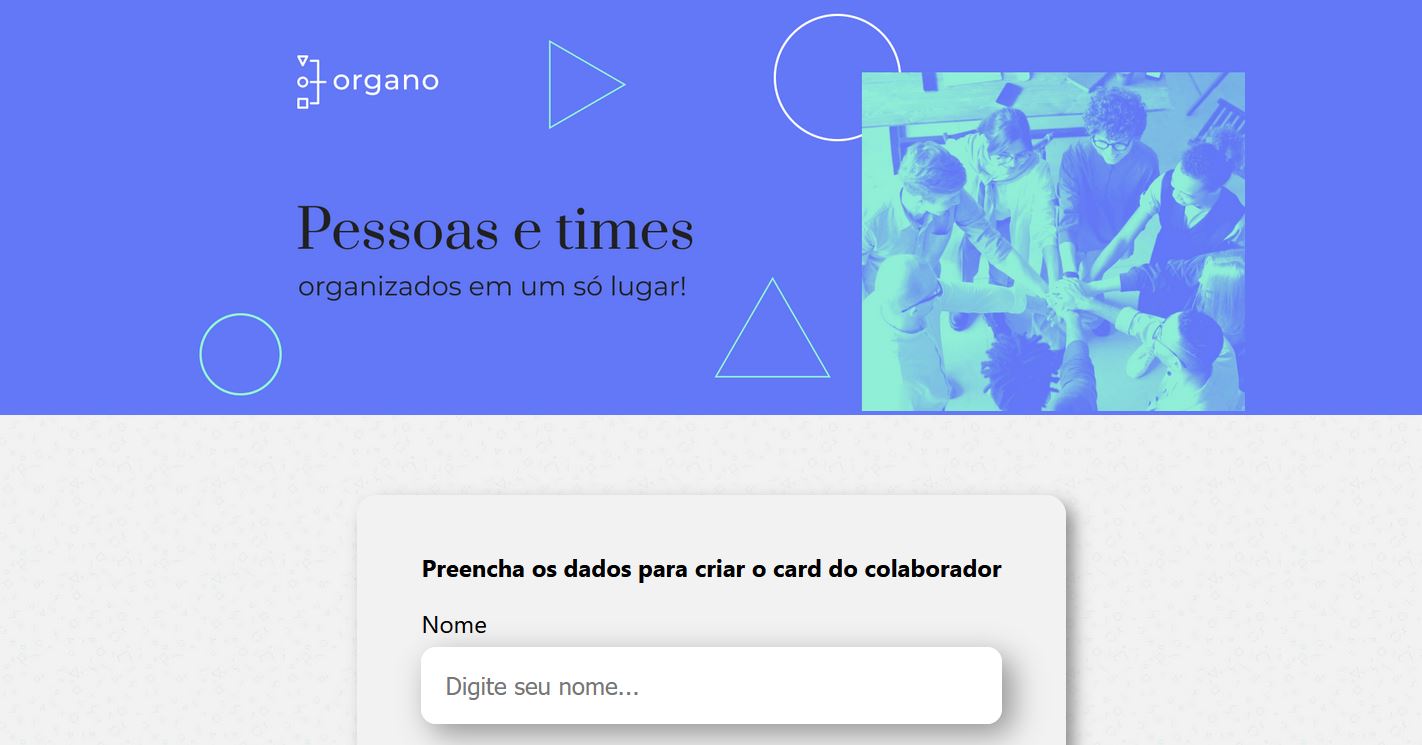 organo
Pessoas e times
organizados em um só lugar!
Preencha os dados para criar o card do colaborador
Nome
Digite seu nome...